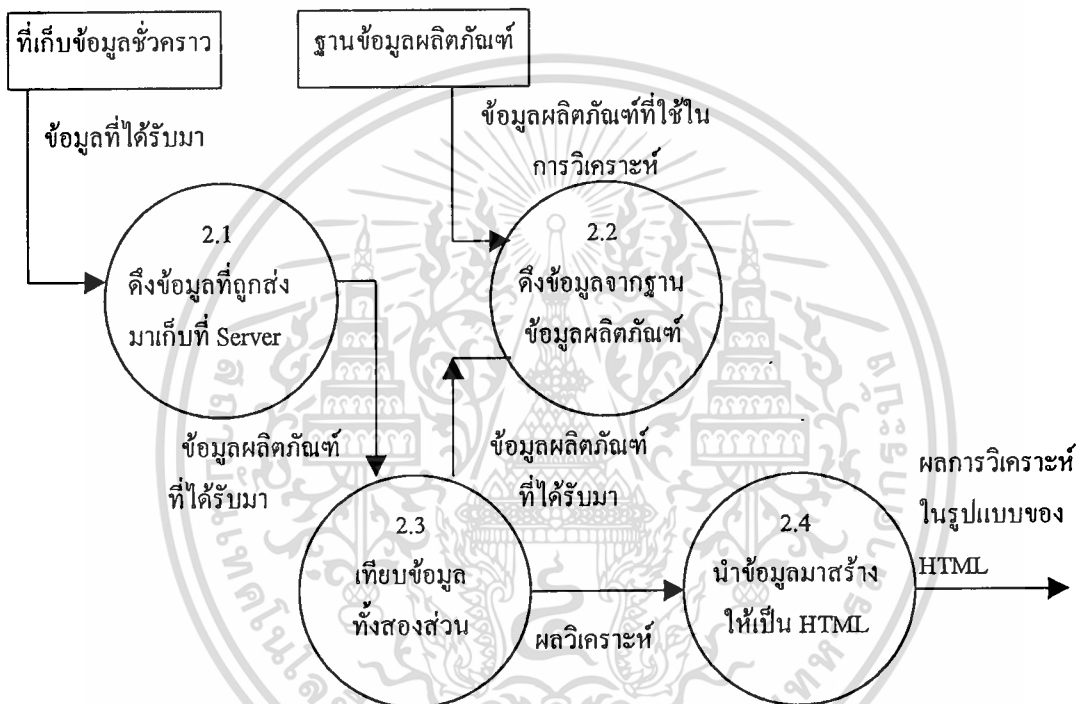 ที่เก็บข้อมูลชั่วคราว
ฐานข้อมูลผลิตภัณฑ์
ข้อมูลที่ได้รับมา
ข้อมูลผลิตภัณฑ์ที่ใช้ใน
การวิเคราะห์
2.1
ดึงข้อมูลที่ถูกส่ง
มาเก็บที่ Server
2.2
ดึงข้อมูลจากฐาน
ข้อมูลผลิตภัณฑ์
ข้อมูลผลิตภัณฑ์
ที่ได้รับมา
ข้อมูลผลิตภัณฑ์
ที่ได้รับมา
2.3
เทียบข้อมูล
ทั้งสองส่วน
ผลวิเคราะห์
2.4
นำข้อมูลมาสร้าง
ให้เป็น HTML
ผลการวิเคราะห์
ในรูปแบบของ
HTML